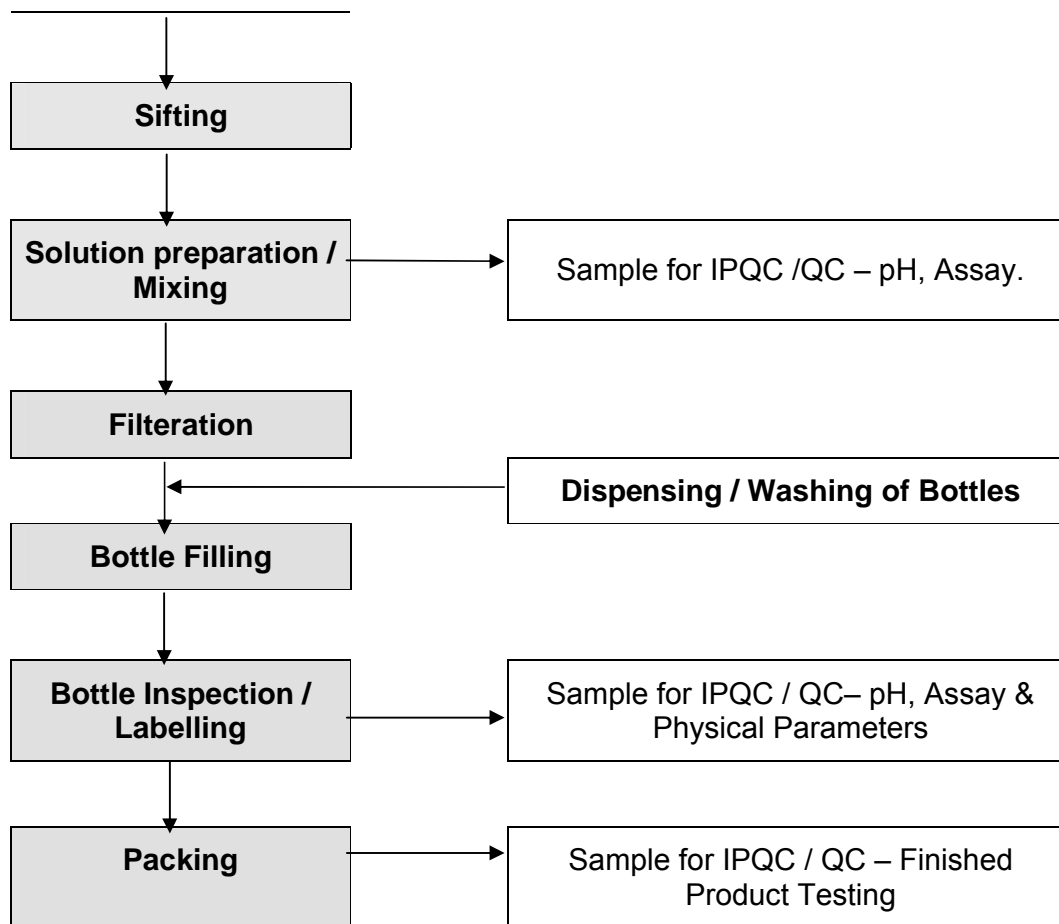 Sifting
Solution preparation /
Mixing
Sample for IPQC /QC – pH, Assay.
Filteration
Dispensing / Washing of Bottles
Bottle Filling
Bottle Inspection /
Labelling
Sample for IPQC / QC– pH, Assay &
Physical Parameters
Packing
Sample for IPQC / QC – Finished
Product Testing